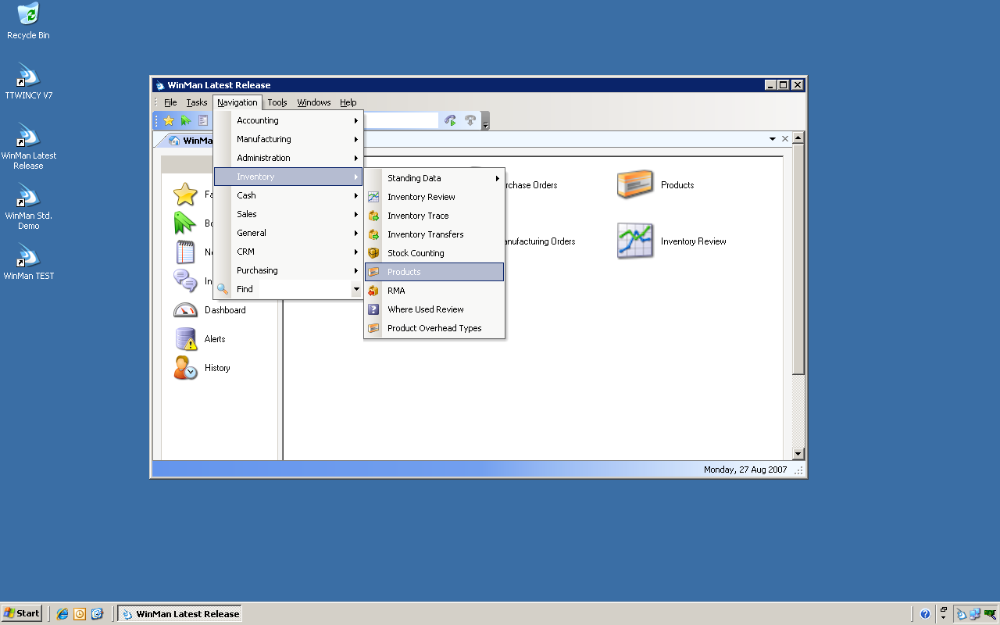 Recycle Bin
TTWINCY V7
WinMan Latest
Release
WinMan Std.
Demo
WinMan TEST
WinMan Latest Release
File Tasks Navigation Tools Windows Help
Accounting
Manufacturing
Administration
Inventory
Cash
Sales
General
CRM
Purchasing
Find
Standing Data
Inventory Review
Inventory Trace
Inventory Transfers
Stock Counting
Products
RMA
Where Used Review
Product Overhead Types
Dashboard
Alerts
History
Products
Inventory Review
Orders
Orders
Monday, 27 Aug 2007
Start
WinMan Latest Release